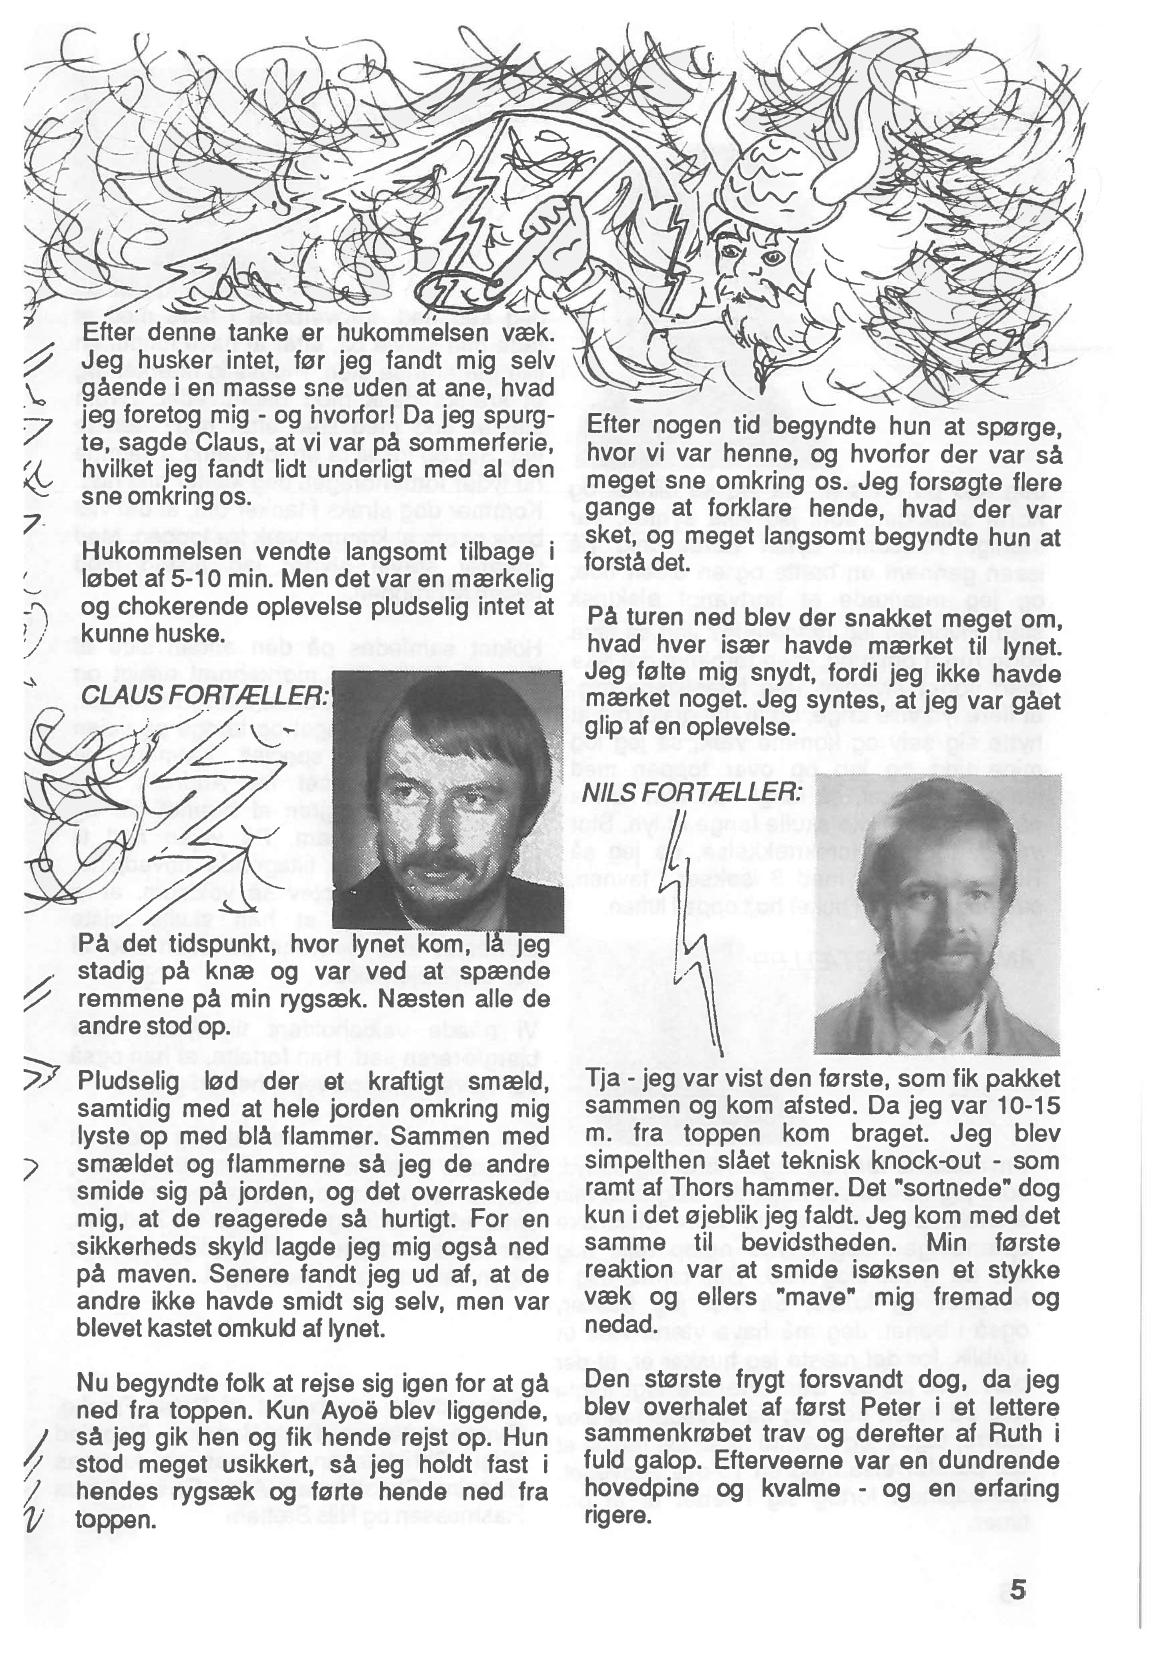 Efter denne tanke er hukommelsen væk.
Jeg husker intet, før jeg fandt mig selv
gående i en masse sne uden at ane, hvad
jeg foretog mig - og hvorfor! Da jeg spurg-
te, sagde Claus, at vi var på sommerferie,
hvilket jeg fandt lidt underligt med al den
sne omkring os.
Hukommelsen vendte langsomt tilbage i
løbet af 5-10 min. Men det var en mærkelig
og chokerende oplevelse pludselig intet at
kunne huske.
CLAUS FORTÆLLER:
På det tidspunkt, hvor lynet kom, lå jeg
stadig på knæ og var ved at spænde
remmene på min rygsæk. Næsten alle de
andre stod op.
Pludselig lød der et kraftigt smæld,
samtidig med at hele jorden omkring mig
lyste op med blå flammer. Sammen med
smældet og flammerne så jeg de andre
smide sig på jorden, og det overraskede
mig, at de reagerede så hurtigt. For en
sikkerheds skyld lagde jeg mig også ned
på maven. Senere fandt jeg ud af, at de
andre ikke havde smidt sig selv, men var
blevet kastet omkuld af lynet.
Nu begyndte folk at rejse sig igen for at gå
ned fra toppen. Kun Ayoë blev liggende,
så jeg gik hen og fik hende rejst op. Hun
stod meget usikkert, så jeg holdt fast i
hendes rygsæk og førte hende ned fra
toppen.
Efter nogen tid begyndte hun at spørge,
hvor vi var henne, og hvorfor der var så
meget sne omkring os. Jeg forsøgte flere
gange at forklare hende, hvad der var
sket, og meget langsomt begyndte hun at
forstå det.
På turen ned blev der snakket meget om,
hvad hver især havde mærket til lynet.
Jeg følte mig snydt, fordi jeg ikke havde
mærket noget. Jeg syntes, at jeg var gået
glip af en oplevelse.
NILS FORTÆLLER:
Tja - jeg var vist den første, som fik pakket
sammen og kom afsted. Da jeg var 10-15
m. fra toppen kom braget. Jeg blev
simpelthen slået teknisk knock-out - som
ramt af Thors hammer. Det "sortnede" dog
kun i det øjeblik jeg faldt. Jeg kom med det
samme til bevidstheden. Min første
reaktion var at smide isøksen et stykke
væk og ellers "mave" mig fremad og
nedad.
Den største frygt forsvandt dog, da jeg
blev overhalet af først Peter i et lettere
sammenkrøbet trav og derefter af Ruth i
fuld galop. Efterveerne var en dundrende
hovedpine og kvalme - og en erfaring
rigere.
5